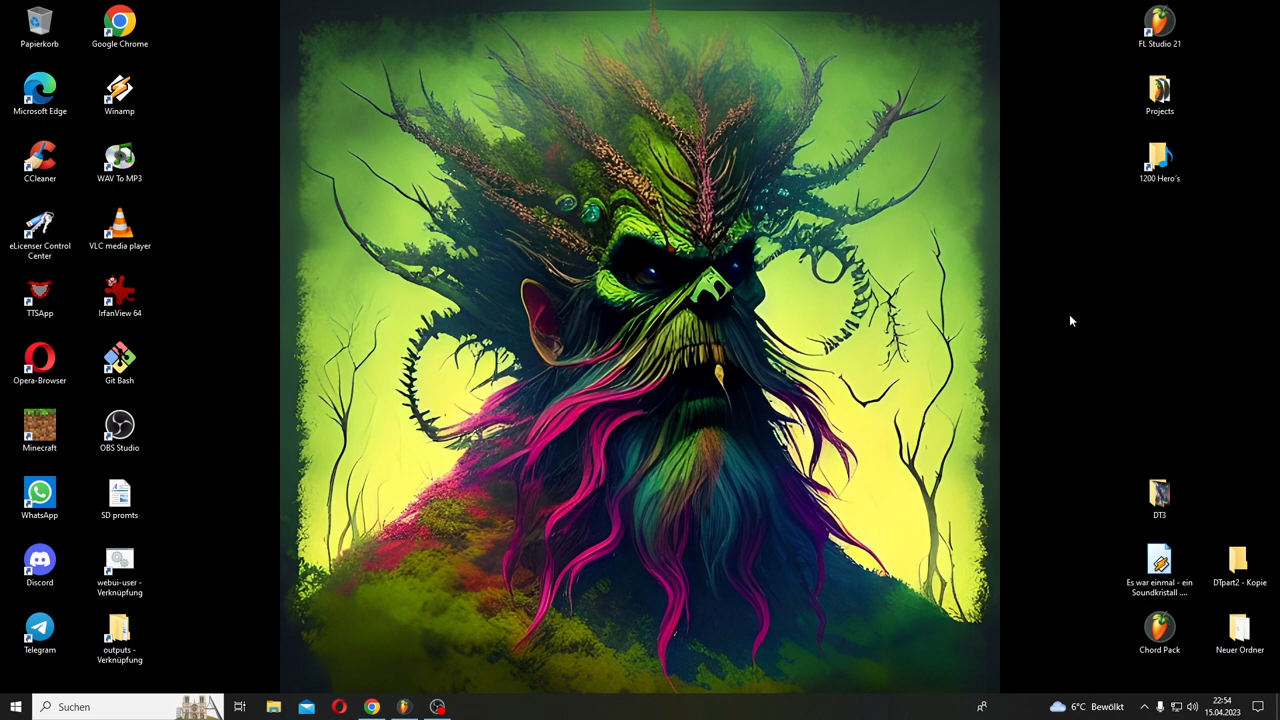 Papierkorb
Google Chrome
FL Studio 21
Microsoft Edge
Winamp
Projects
CCleaner
WAV To MP3
1200 Hero´s
eLicenser Control
Center
VLC media player
TTSApp
IrfanView 64
Opera-Browser
Git Bash
Minecraft
OBS Studio
WhatsApp
SD promts
DT3
Discord
webui-user -
Verknüpfung
Es war einmal - ein
Soundkristall ....
DTpart2 - Kopie
Telegram
outputs -
Verknüpfung
Chord Pack
Neuer Ordner
Suchen
6°C Bewölkt
22:54
15.04.2023